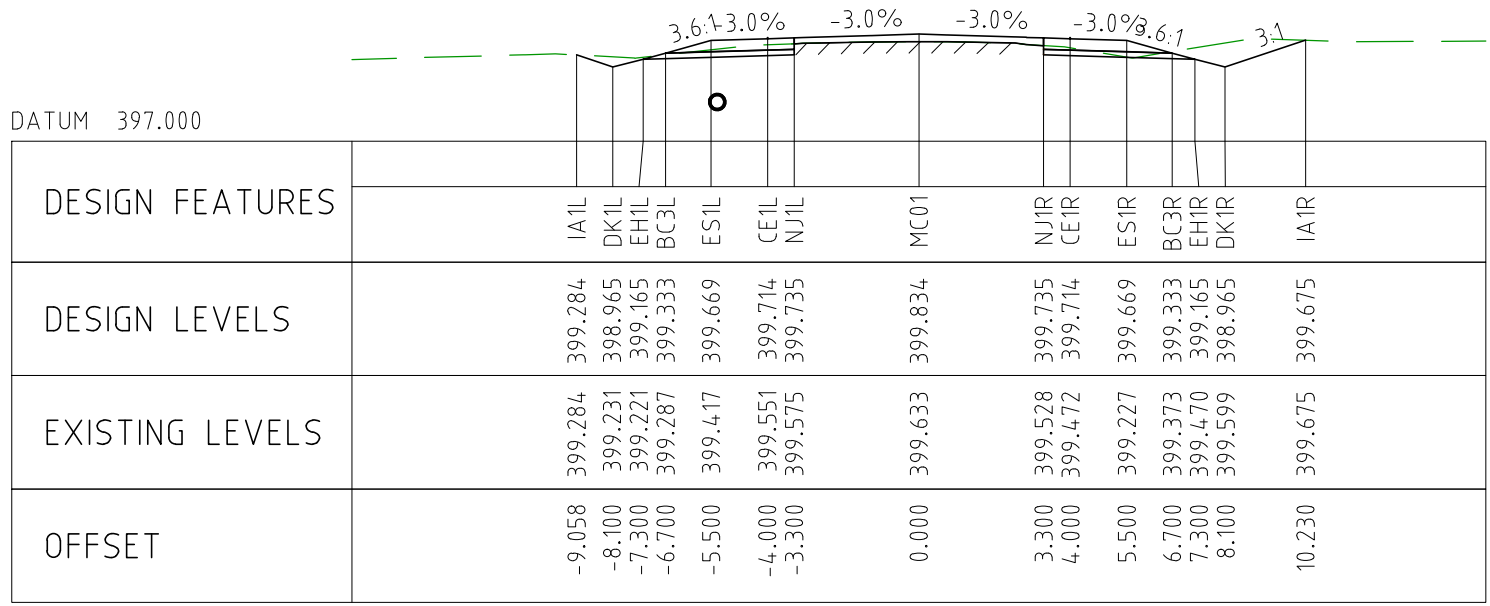 3.6:1 -3.0% -3.0% -3.0% -3.0% 3.6:1 3:1
DATUM 397.000
DESIGN FEATURES IA1L DK1L EH1L BC3L ES1L CE1L NJ1L MC01 NJ1R CE1R ES1R BC3R EH1R DK1R IA1R
DESIGN LEVELS 399.284 398.965 399.165 399.333 399.669 399.714 399.735 399.834 399.735 399.714 399.669 399.333 399.165 398.965 399.675
EXISTING LEVELS 399.284 399.231 399.221 399.287 399.417 399.551 399.575 399.633 399.528 399.472 399.227 399.373 399.470 399.599 399.675
OFFSET -9.058 -8.100 -7.300 -6.700 -5.500 -4.000 -3.300 0.000 3.300 4.000 5.500 6.700 7.300 8.100 10.230